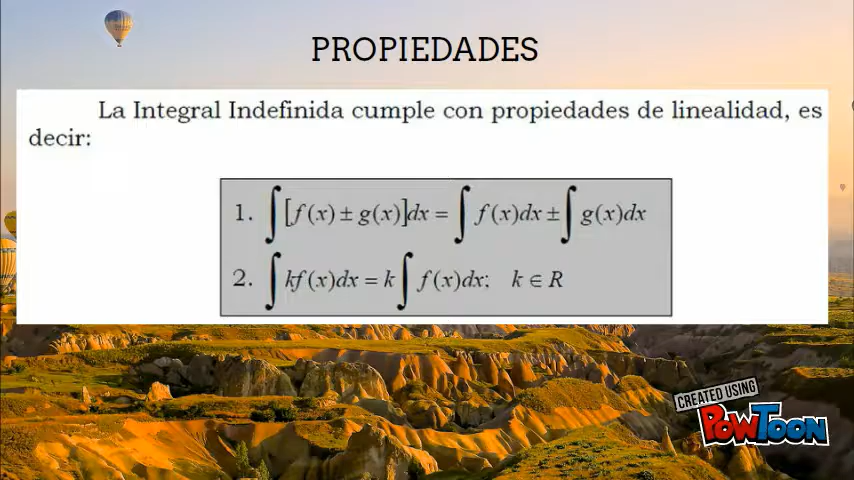 PROPIEDADES
La Integral Indefinida cumple con propiedades de linealidad, es
decir:
1. ∫[f(x) ± g(x)]dx = ∫ f(x)dx ± ∫ g(x)dx
2. ∫ kf(x)dx = k ∫ f(x)dx; k ∈ R
CREATED USING
POWTOON